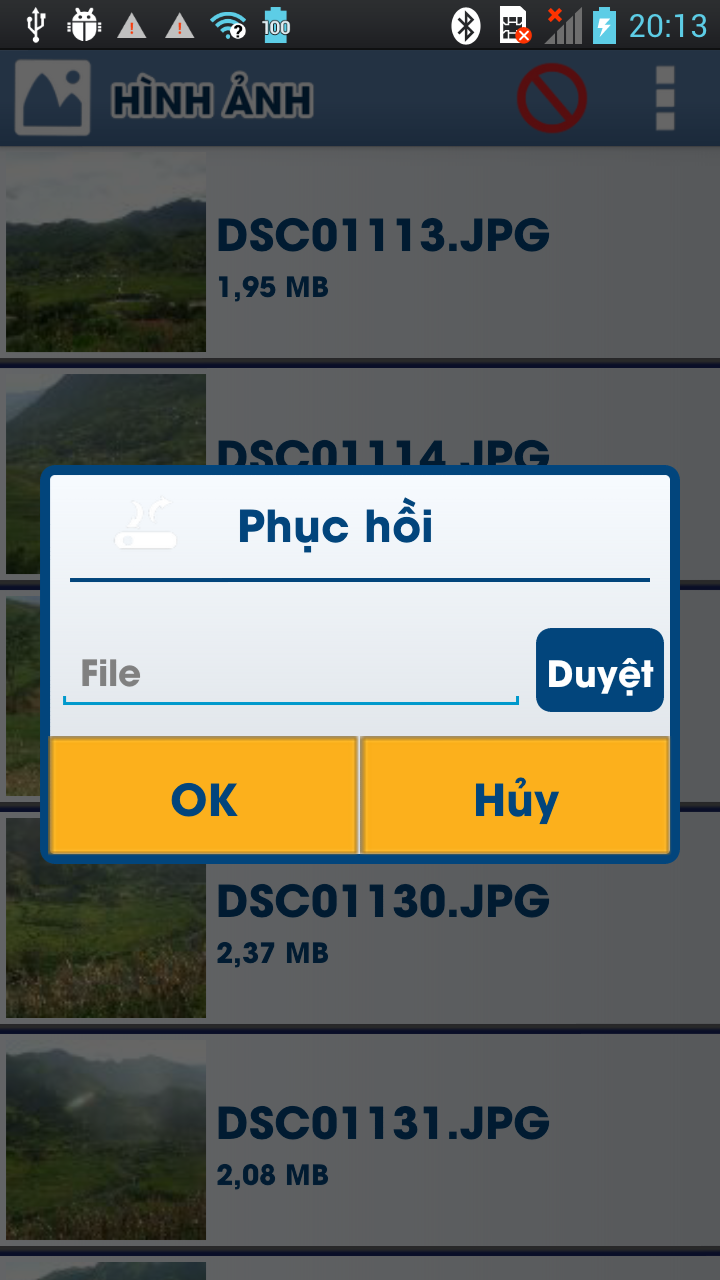 100
20:13
HÌNH ẢNH
DSC01113.JPG
1,95 MB
DSC01114.JPG
Phục hồi
File
Duyệt
OK
Hủy
DSC01130.JPG
2,37 MB
DSC01131.JPG
2,08 MB